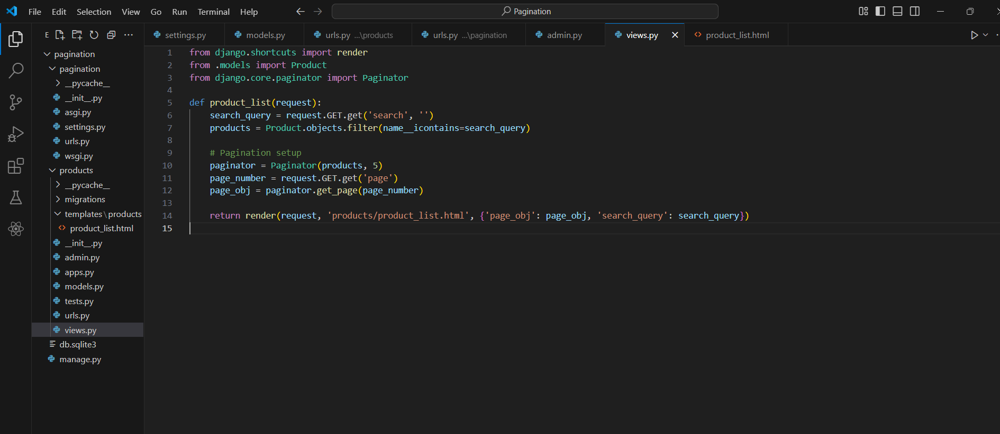 File Edit Selection View Go Run Terminal Help
Pagination
E
settings.py
models.py
urls.py ...\products
urls.py ...\pagination
admin.py
views.py
product_list.html
pagination
pagination
__pycache__
__init__.py
asgi.py
settings.py
urls.py
wsgi.py
products
__pycache__
migrations
templates\products
product_list.html
__init__.py
admin.py
apps.py
models.py
tests.py
urls.py
views.py
db.sqlite3
manage.py
1 from django.shortcuts import render
2 from .models import Product
3 from django.core.paginator import Paginator
4
5 def product_list(request):
6     search_query = request.GET.get('search', '')
7     products = Product.objects.filter(name__icontains=search_query)
8
9     # Pagination setup
10     paginator = Paginator(products, 5)
11     page_number = request.GET.get('page')
12     page_obj = paginator.get_page(page_number)
13
14     return render(request, 'products/product_list.html', {'page_obj': page_obj, 'search_query': search_query})
15